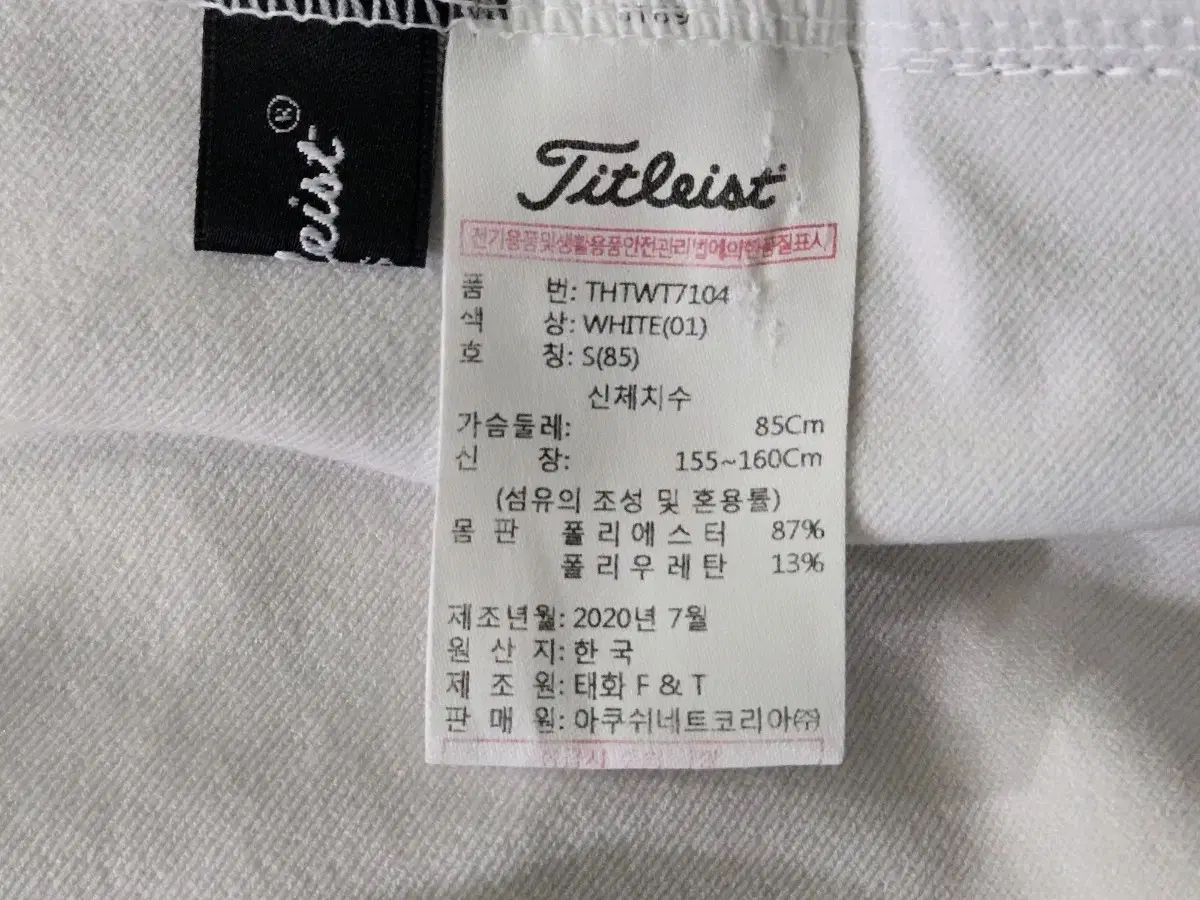 Titleist
전기용품및생활용품안전관리법에의한품질표시
품 번: THTWT7104
색 상: WHITE(01)
호 칭: S(85)
신체치수
가슴둘레: 85Cm
신 장: 155~160Cm
(섬유의 조성 및 혼용률)
몸 판 폴리에스터 87%
폴리우레탄 13%
제조년월: 2020년 7월
원 산 지: 한 국
제 조 원: 태화 F & T
판 매 원: 아쿠쉬네트코리아㈜
leist®